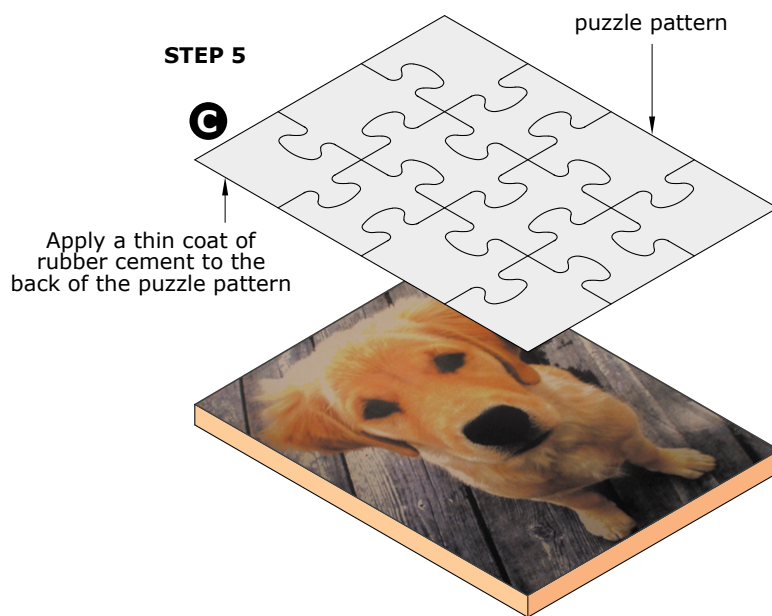 puzzle pattern
STEP 5
C
Apply a thin coat of
rubber cement to the
back of the puzzle pattern